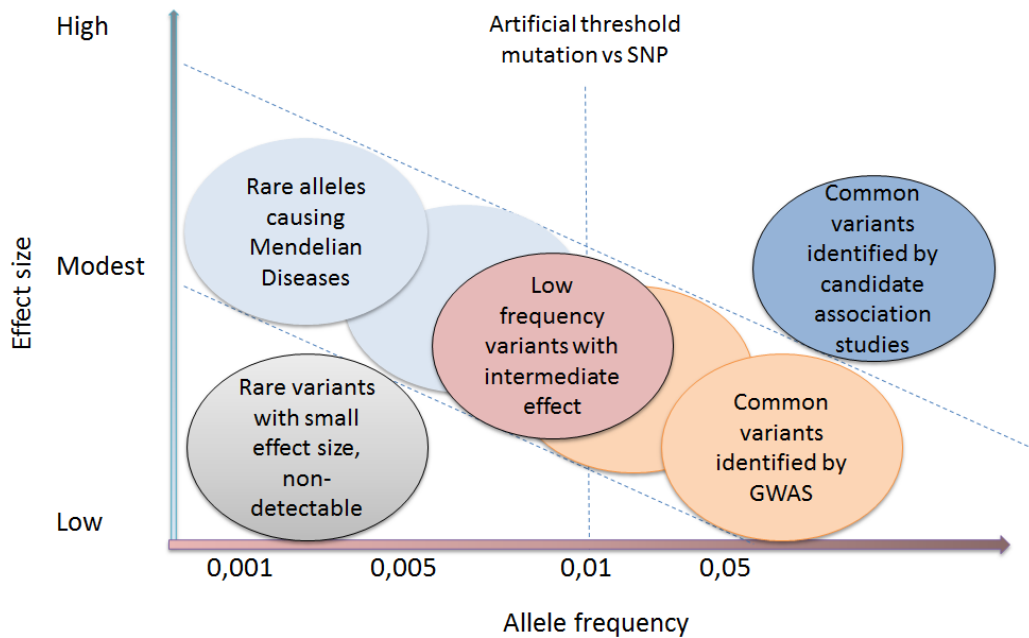 High
Artificial threshold
mutation vs SNP
Effect size
Modest
Low
Rare alleles
causing
Mendelian
Diseases
Common
variants
identified by
candidate
association
studies
Low
frequency
variants with
intermediate
effect
Rare variants
with small
effect size,
non-
detectable
Common
variants
identified by
GWAS
0,001
0,005
0,01
0,05
Allele frequency